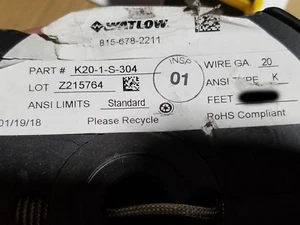 WATLOW
815-678-2211
PART # K20-1-S-304
LOT Z215764
ANSI LIMITS Standard
01/19/18 Please Recycle
INSP
01
WIRE GA. 20
ANSI TYPE K
FEET
RoHS Compliant